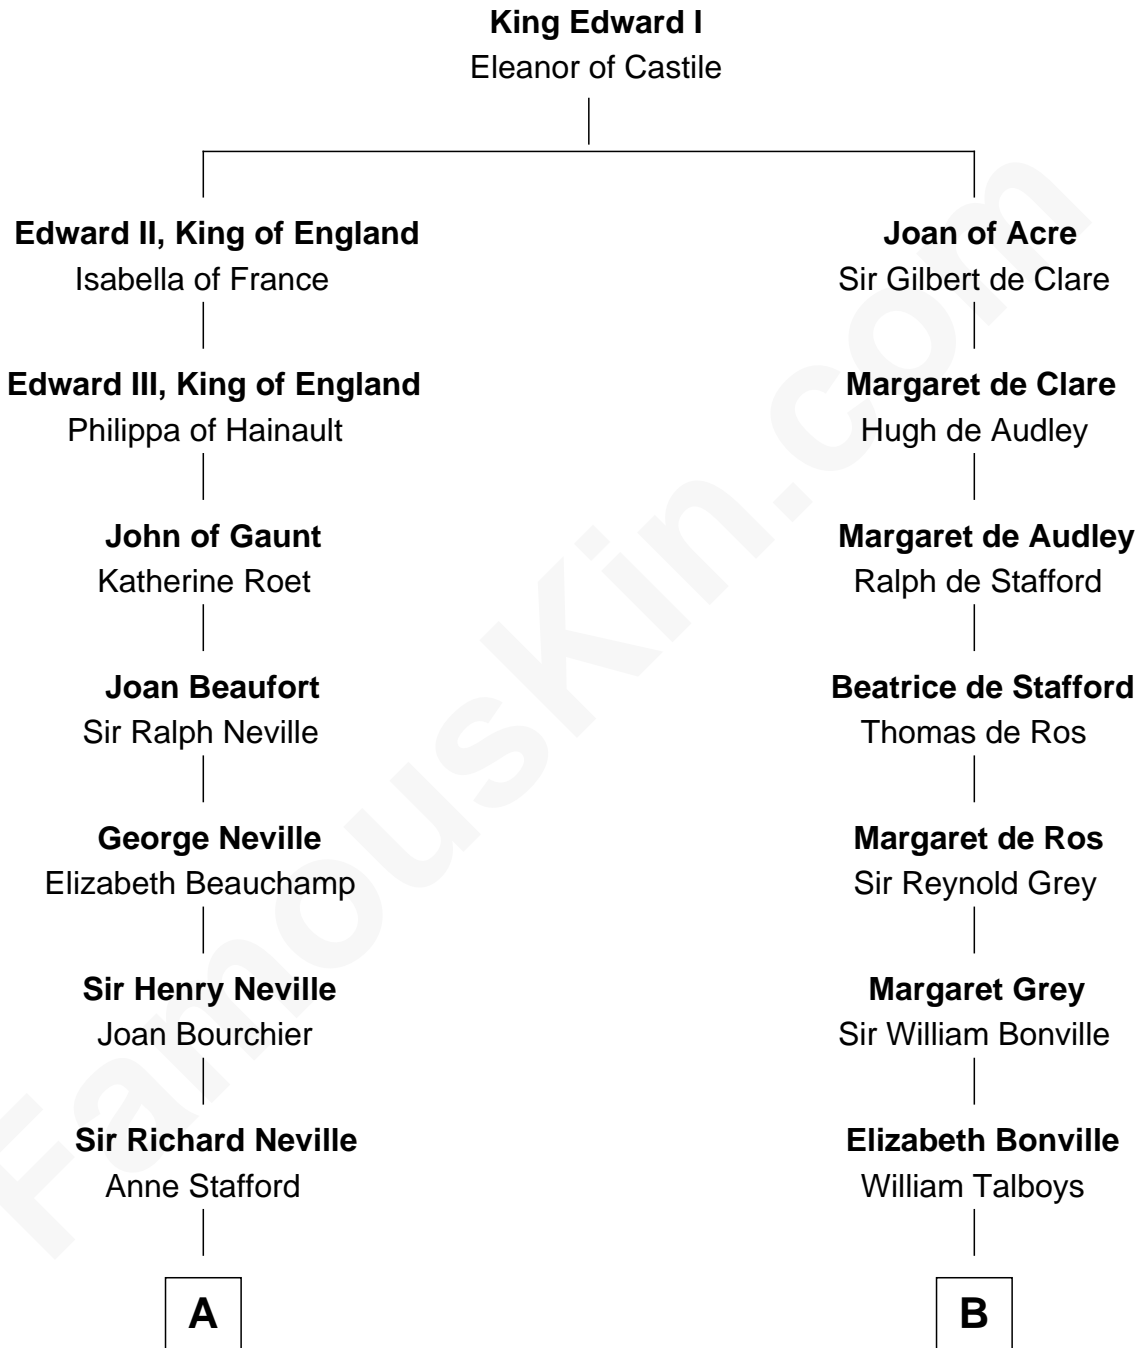 King Edward I
Eleanor of Castile
Edward II, King of England
Isabella of France
Edward III, King of England
Philippa of Hainault
John of Gaunt
Katherine Roet
Joan Beaufort
Sir Ralph Neville
George Neville
Elizabeth Beauchamp
Sir Henry Neville
Joan Bourchier
Sir Richard Neville
Anne Stafford
A
Joan of Acre
Sir Gilbert de Clare
Margaret de Clare
Hugh de Audley
Margaret de Audley
Ralph de Stafford
Beatrice de Stafford
Thomas de Ros
Margaret de Ros
Sir Reynold Grey
Margaret Grey
Sir William Bonville
Elizabeth Bonville
William Talboys
B
FamousKin.com